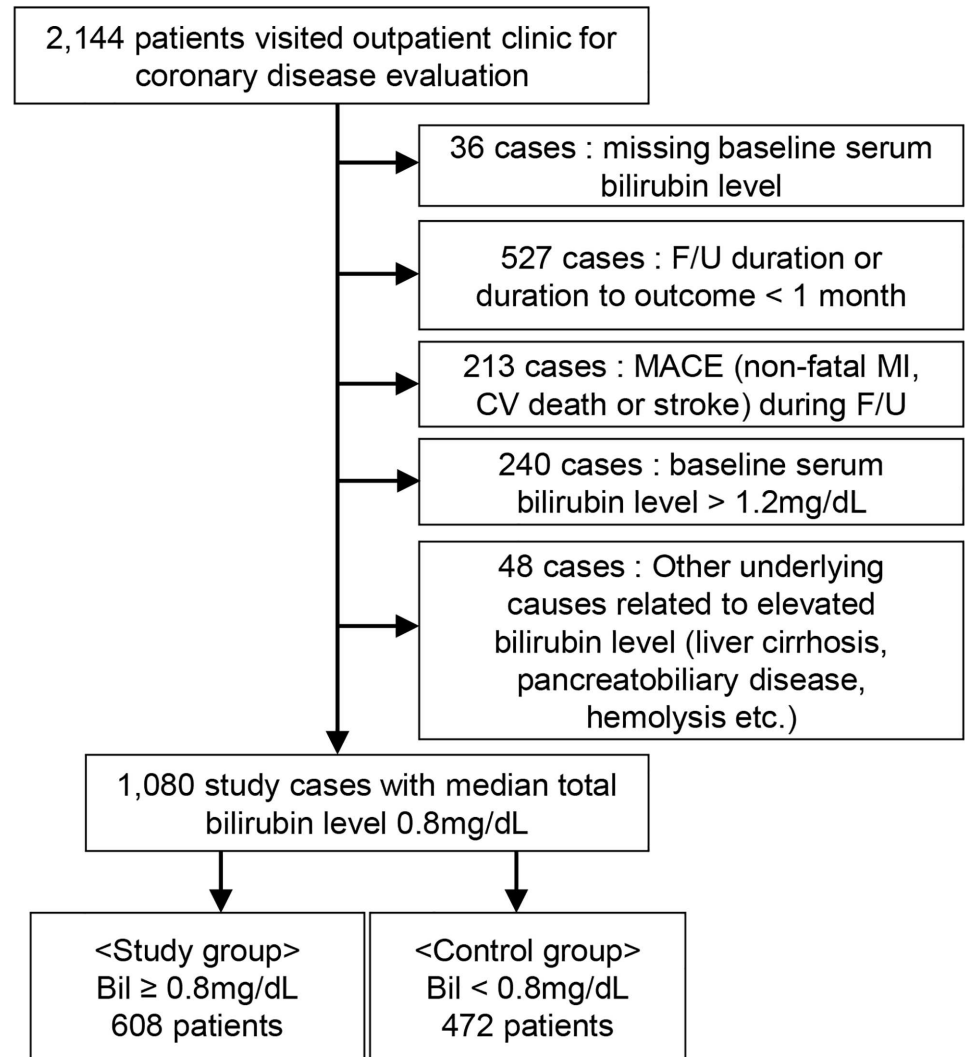 2,144 patients visited outpatient clinic for
coronary disease evaluation
36 cases : missing baseline serum
bilirubin level
527 cases : F/U duration or
duration to outcome < 1 month
213 cases : MACE (non-fatal MI,
CV death or stroke) during F/U
240 cases : baseline serum
bilirubin level > 1.2mg/dL
48 cases : Other underlying
causes related to elevated
bilirubin level (liver cirrhosis,
pancreatobiliary disease,
hemolysis etc.)
1,080 study cases with median total
bilirubin level 0.8mg/dL
<Study group>
Bil ≥ 0.8mg/dL
608 patients
<Control group>
Bil < 0.8mg/dL
472 patients